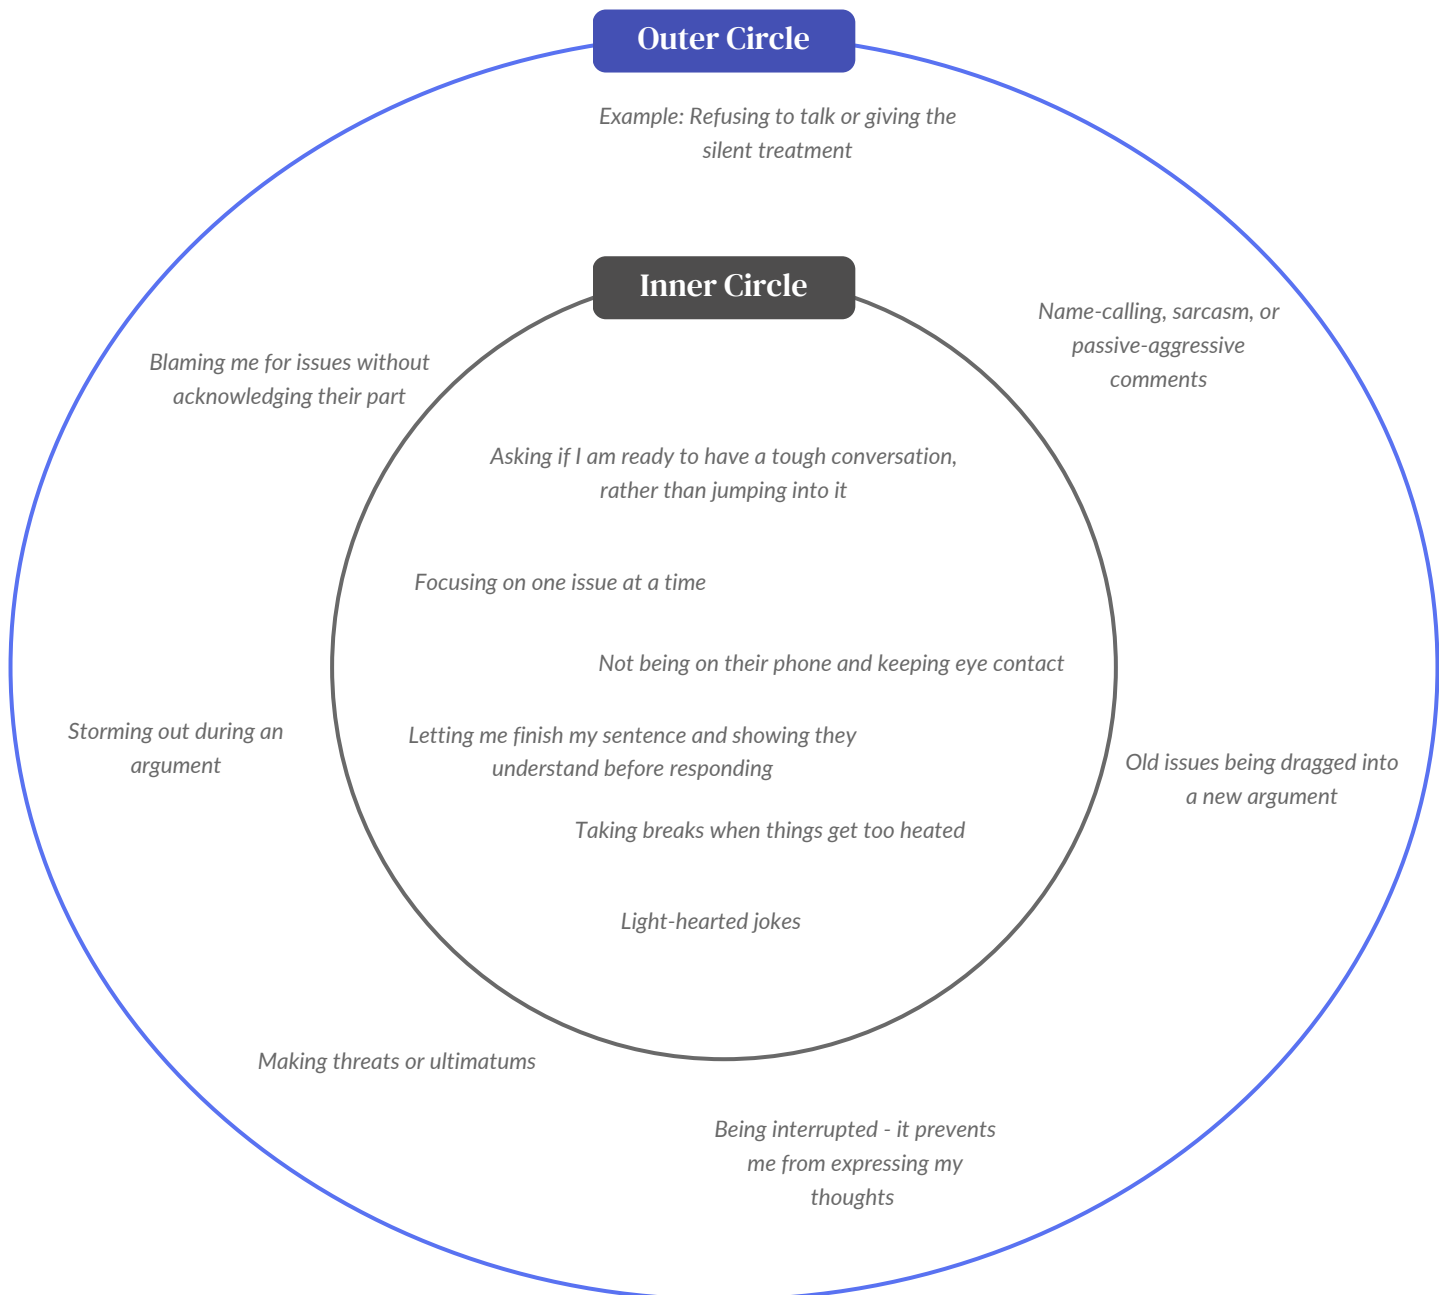 Outer Circle
Example: Refusing to talk or giving the
silent treatment
Inner Circle
Name-calling, sarcasm, or
passive-aggressive
comments
Blaming me for issues without
acknowledging their part
Asking if I am ready to have a tough conversation,
rather than jumping into it
Focusing on one issue at a time
Not being on their phone and keeping eye contact
Storming out during an
argument
Letting me finish my sentence and showing they
understand before responding
Old issues being dragged into
a new argument
Taking breaks when things get too heated
Light-hearted jokes
Making threats or ultimatums
Being interrupted - it prevents
me from expressing my
thoughts